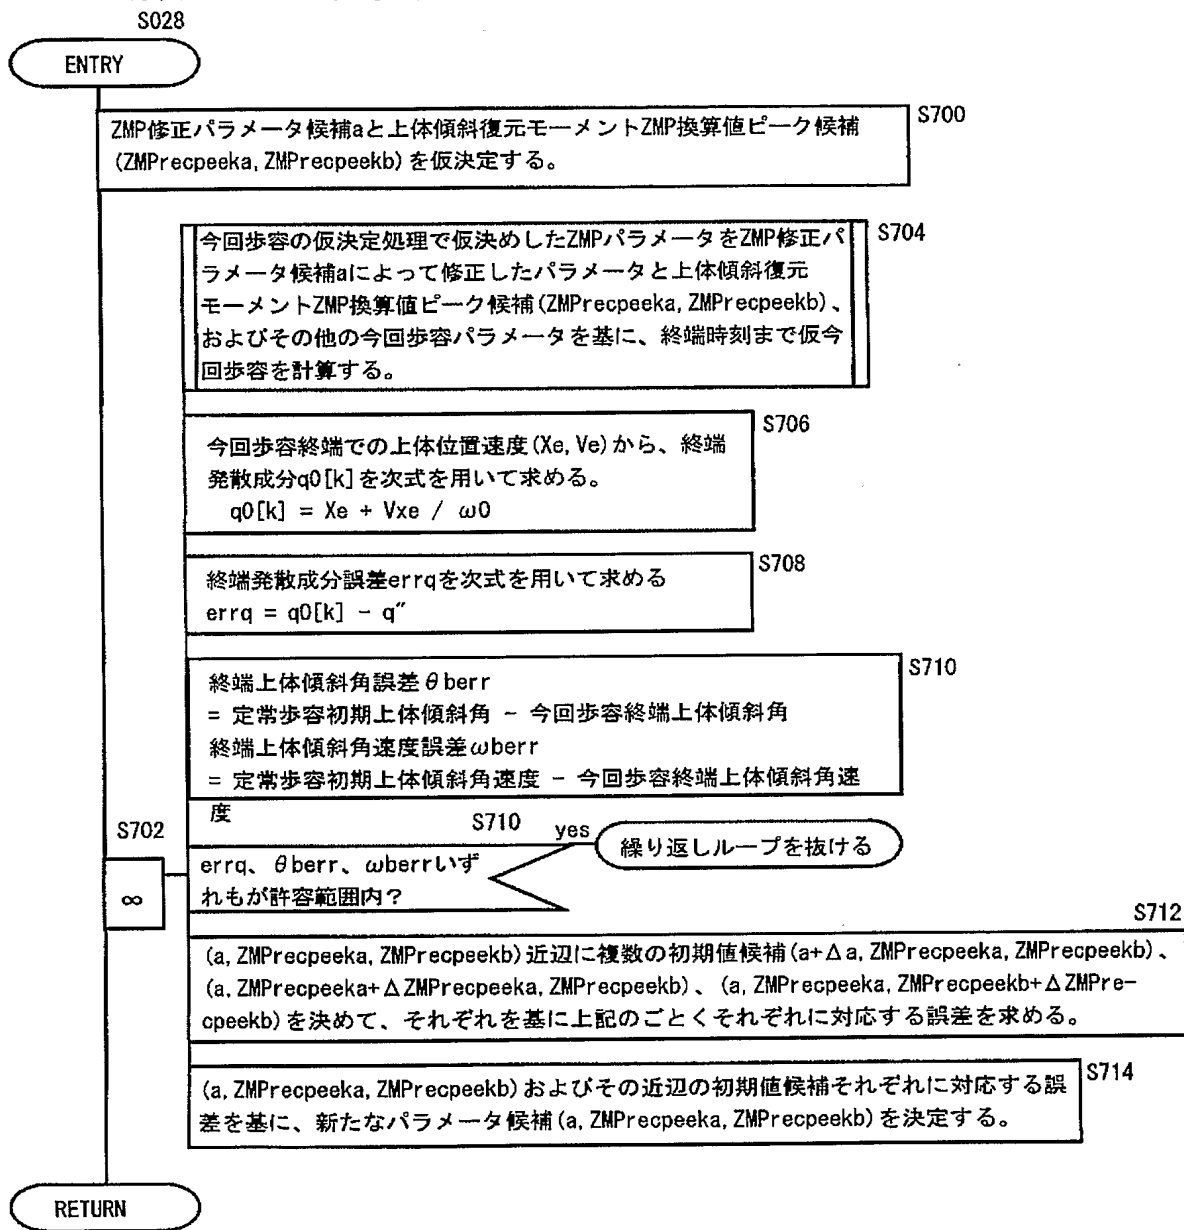 S028
ENTRY
S700
ZMP修正パラメータ候補aと上体傾斜復元モーメントZMP換算値ピーク候補
(ZMPrecpeeka, ZMPrecpeekb)を仮決定する。
S704
今回歩容の仮決定処理で仮決めしたZMPパラメータをZMP修正パ
ラメータ候補aによって修正したパラメータと上体傾斜復元
モーメントZMP換算値ピーク候補(ZMPrecpeeka, ZMPrecpeekb)、
およびその他の今回歩容パラメータを基に、終端時刻まで仮今
回歩容を計算する。
S706
今回歩容終端での上体位置速度(Xe, Ve)から、終端
発散成分q0[k]を次式を用いて求める。
q0[k] = Xe + Vxe / ω0
S708
終端発散成分誤差errqを次式を用いて求める
errq = q0[k] - q″
S710
終端上体傾斜角誤差θberr
= 定常歩容初期上体傾斜角 - 今回歩容終端上体傾斜角
終端上体傾斜角速度誤差ωberr
= 定常歩容初期上体傾斜角速度 - 今回歩容終端上体傾斜角速
度
S702
∞
S710
errq、θberr、ωberrいず
れもが許容範囲内?
yes
繰り返しループを抜ける
S712
(a, ZMPrecpeeka, ZMPrecpeekb)近辺に複数の初期値候補(a+Δa, ZMPrecpeeka, ZMPrecpeekb)、
(a, ZMPrecpeeka+ΔZMPrecpeeka, ZMPrecpeekb)、(a, ZMPrecpeeka, ZMPrecpeekb+ΔZMPre-
cpeekb)を決めて、それぞれを基に上記のごとくそれぞれに対応する誤差を求める。
S714
(a, ZMPrecpeeka, ZMPrecpeekb)およびその近辺の初期値候補それぞれに対応する誤
差を基に、新たなパラメータ候補(a, ZMPrecpeeka, ZMPrecpeekb)を決定する。
RETURN